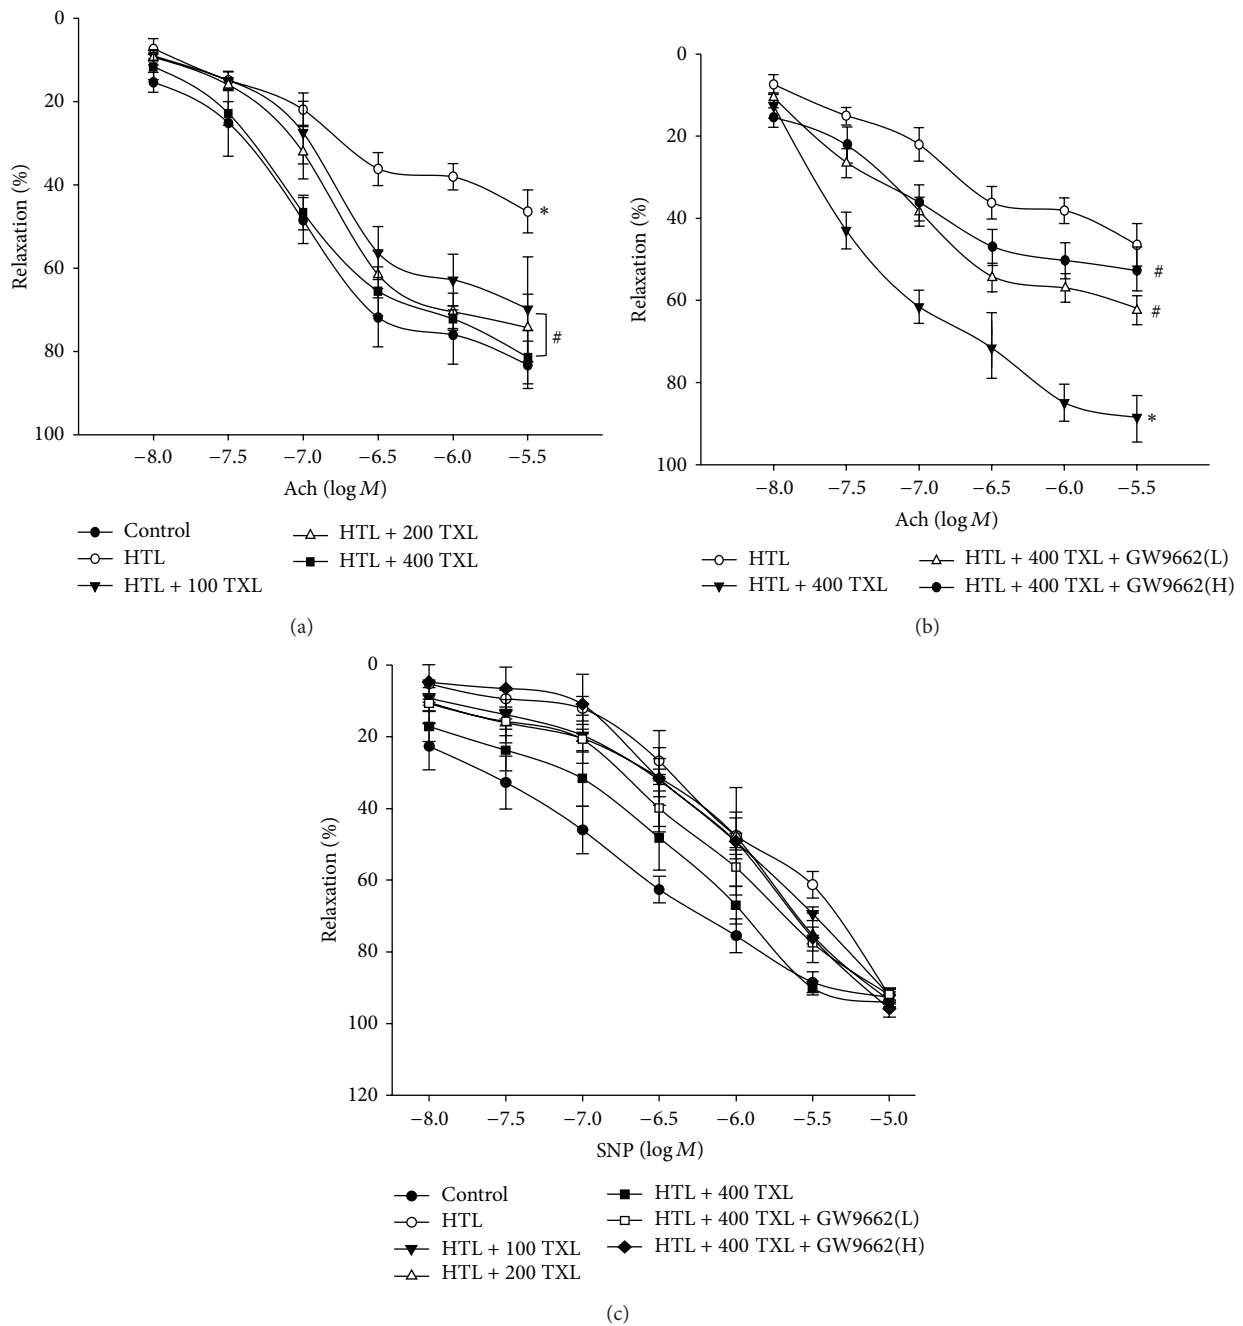 0
20
40
60
80
100
Relaxation (%)
−8.0 −7.5 −7.0 −6.5 −6.0 −5.5
Ach (log M)
*
#
Control
HTL
HTL + 100 TXL
HTL + 200 TXL
HTL + 400 TXL
(a)
0
20
40
60
80
100
Relaxation (%)
−8.0 −7.5 −7.0 −6.5 −6.0 −5.5
Ach (log M)
#
#
*
HTL
HTL + 400 TXL
HTL + 400 TXL + GW9662(L)
HTL + 400 TXL + GW9662(H)
(b)
0
20
40
60
80
100
120
Relaxation (%)
−8.0 −7.5 −7.0 −6.5 −6.0 −5.5 −5.0
SNP (log M)
Control
HTL
HTL + 100 TXL
HTL + 200 TXL
HTL + 400 TXL
HTL + 400 TXL + GW9662(L)
HTL + 400 TXL + GW9662(H)
(c)